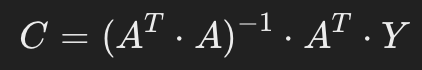 C = (A^T · A)^{-1} · A^T · Y